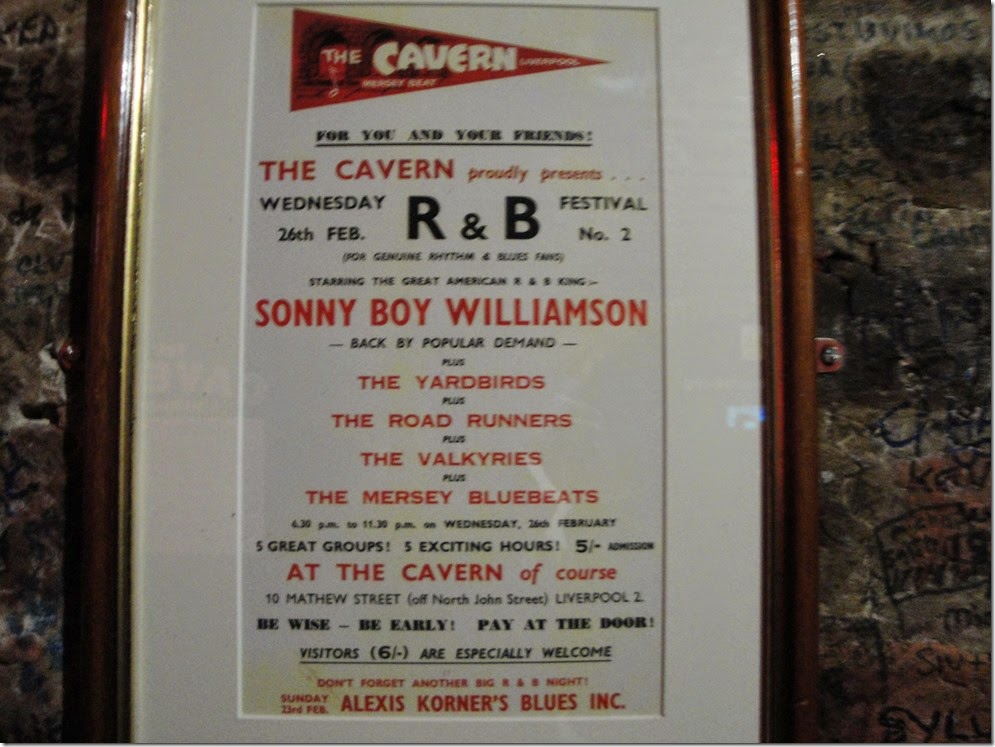 THE CAVERN LIVERPOOL
MERSEY BEAT
FOR YOU AND YOUR FRIENDS!
THE CAVERN proudly presents . . .
WEDNESDAY R & B FESTIVAL
26th FEB. No. 2
(FOR GENUINE RHYTHM & BLUES FANS)
STARRING THE GREAT AMERICAN R & B KING:-
SONNY BOY WILLIAMSON
— BACK BY POPULAR DEMAND —
PLUS
THE YARDBIRDS
PLUS
THE ROAD RUNNERS
PLUS
THE VALKYRIES
PLUS
THE MERSEY BLUEBEATS
6.30 p.m. to 11.30 p.m. on WEDNESDAY, 26th FEBRUARY
5 GREAT GROUPS! 5 EXCITING HOURS! 5/- ADMISSION
AT THE CAVERN of course
10 MATHEW STREET (off North John Street) LIVERPOOL 2.
BE WISE — BE EARLY! PAY AT THE DOOR!
VISITORS (6/-) ARE ESPECIALLY WELCOME
DON'T FORGET ANOTHER BIG R & B NIGHT!
SUNDAY
23rd FEB. ALEXIS KORNER'S BLUES INC.